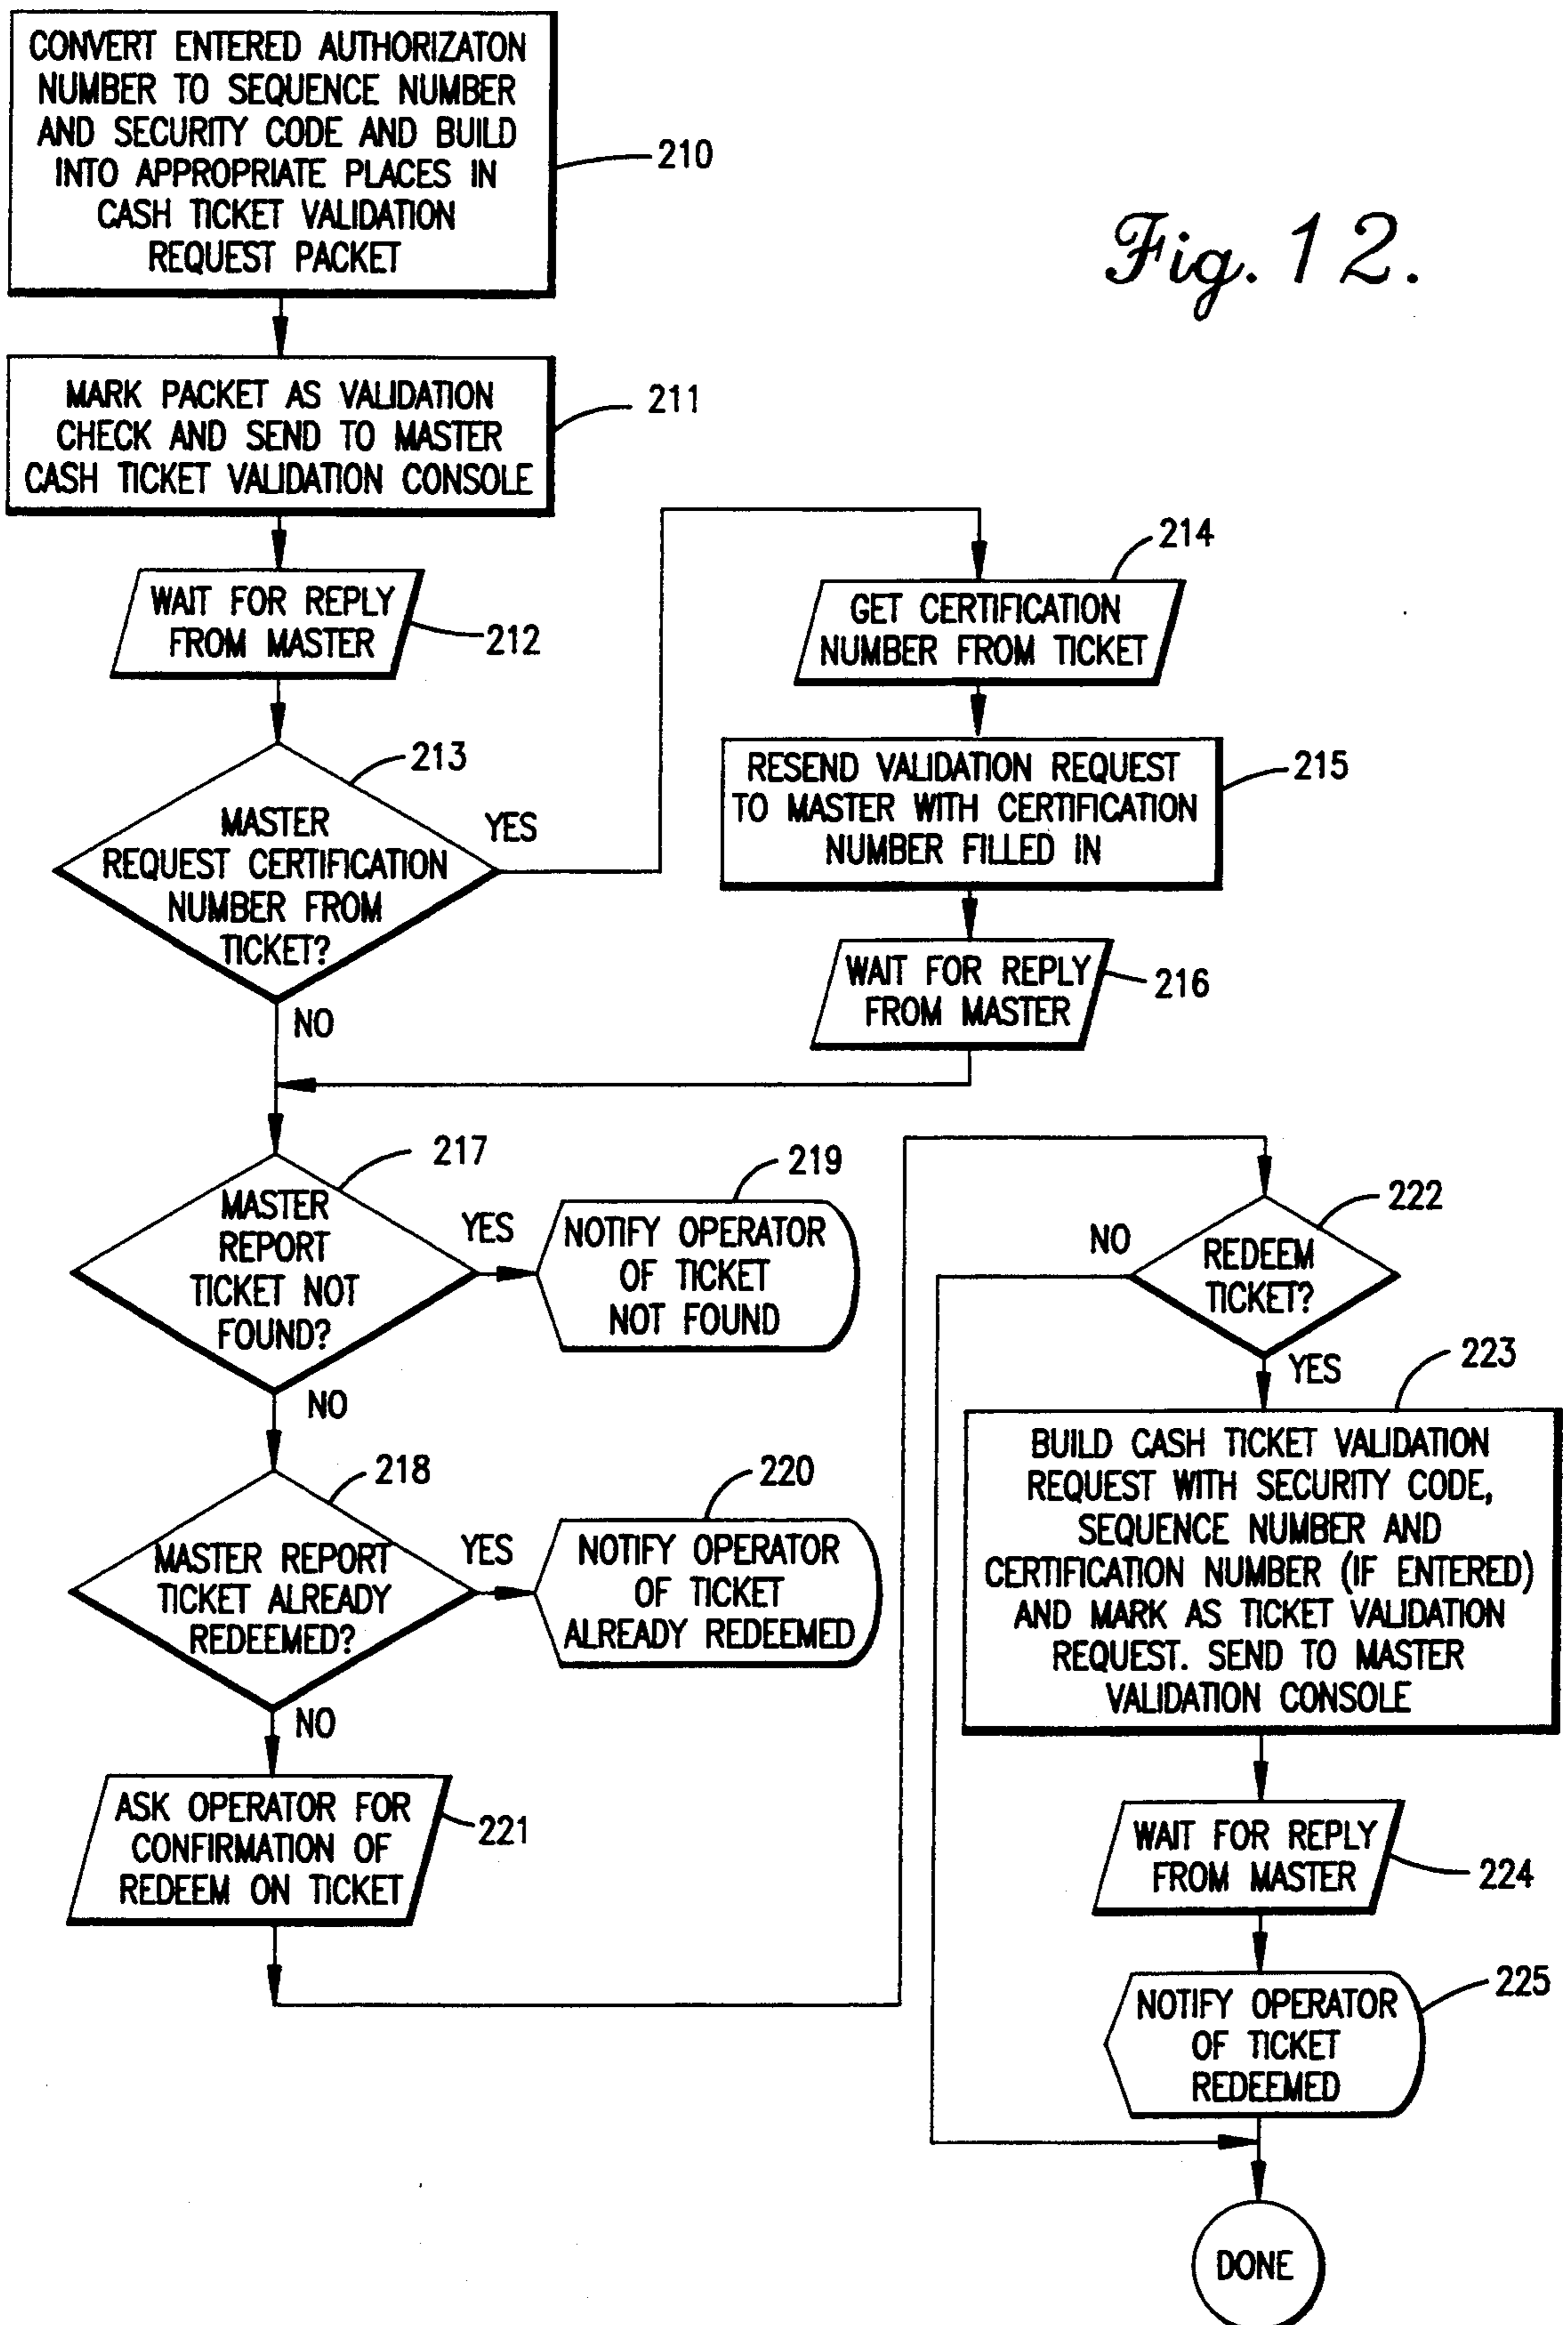 CONVERT ENTERED AUTHORIZATON
NUMBER TO SEQUENCE NUMBER
AND SECURITY CODE AND BUILD
INTO APPROPRIATE PLACES IN
CASH TICKET VALIDATION
REQUEST PACKET
210
Fig. 12.
MARK PACKET AS VALIDATION
CHECK AND SEND TO MASTER
CASH TICKET VALIDATION CONSOLE
211
WAIT FOR REPLY
FROM MASTER
212
213
MASTER
REQUEST CERTIFICATION
NUMBER FROM
TICKET?
YES
NO
214
GET CERTIFICATION
NUMBER FROM TICKET
RESEND VALIDATION REQUEST
TO MASTER WITH CERTIFICATION
NUMBER FILLED IN
215
WAIT FOR REPLY
FROM MASTER
216
217
MASTER
REPORT
TICKET NOT
FOUND?
YES
NO
219
NOTIFY OPERATOR
OF TICKET
NOT FOUND
218
MASTER REPORT
TICKET ALREADY
REDEEMED?
YES
NO
220
NOTIFY OPERATOR
OF TICKET
ALREADY REDEEMED
ASK OPERATOR FOR
CONFIRMATION OF
REDEEM ON TICKET
221
222
REDEEM
TICKET?
NO
YES
223
BUILD CASH TICKET VALIDATION
REQUEST WITH SECURITY CODE,
SEQUENCE NUMBER AND
CERTIFICATION NUMBER (IF ENTERED)
AND MARK AS TICKET VALIDATION
REQUEST. SEND TO MASTER
VALIDATION CONSOLE
WAIT FOR REPLY
FROM MASTER
224
225
NOTIFY OPERATOR
OF TICKET
REDEEMED
DONE